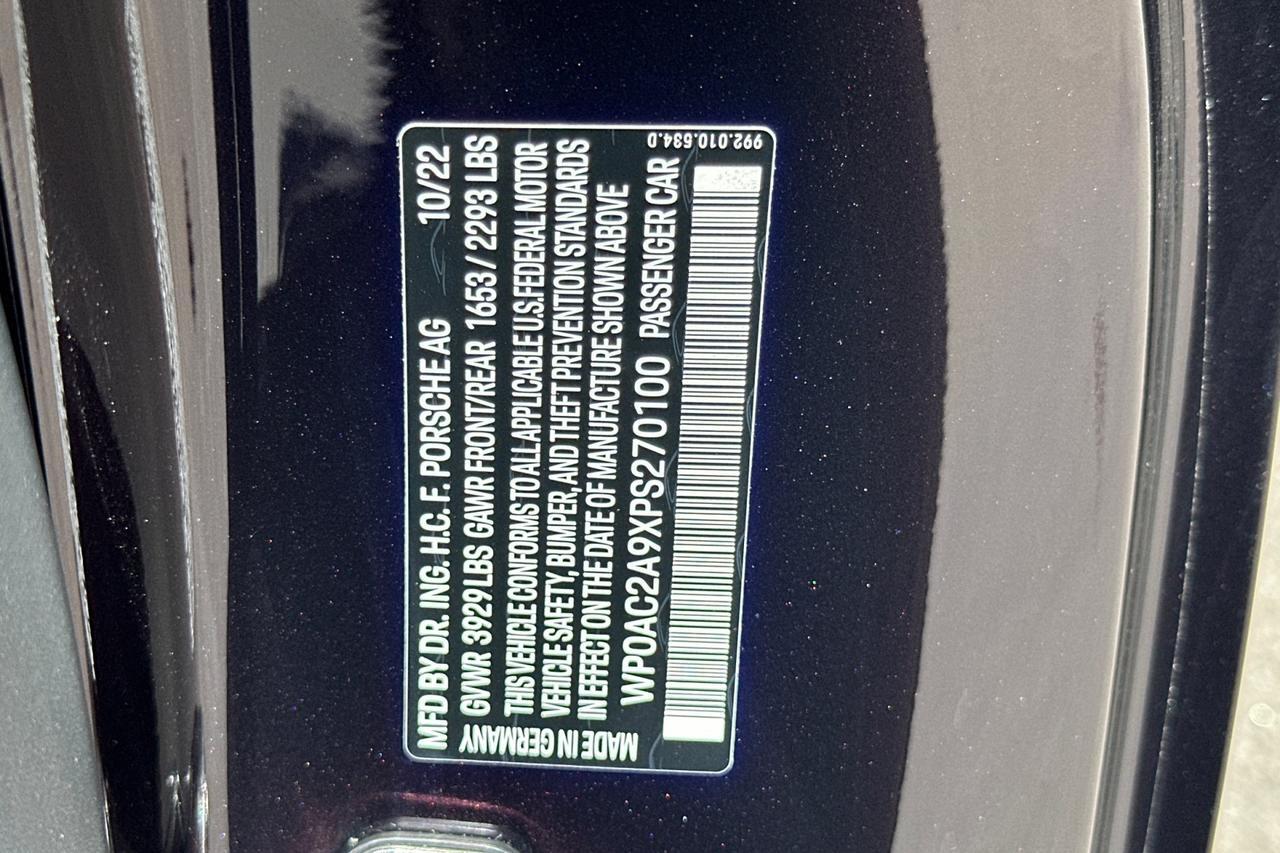 MFD BY DR. ING. H.C. F. PORSCHE AG 10/22
GVWR 3929 LBS GAWR FRONT/REAR 1653 / 2293 LBS
THIS VEHICLE CONFORMS TO ALL APPLICABLE U.S. FEDERAL MOTOR
VEHICLE SAFETY, BUMPER, AND THEFT PREVENTION STANDARDS
IN EFFECT ON THE DATE OF MANUFACTURE SHOWN ABOVE
WP0AC2A9XPS270100 PASSENGER CAR
MADE IN GERMANY
992.010.534.D